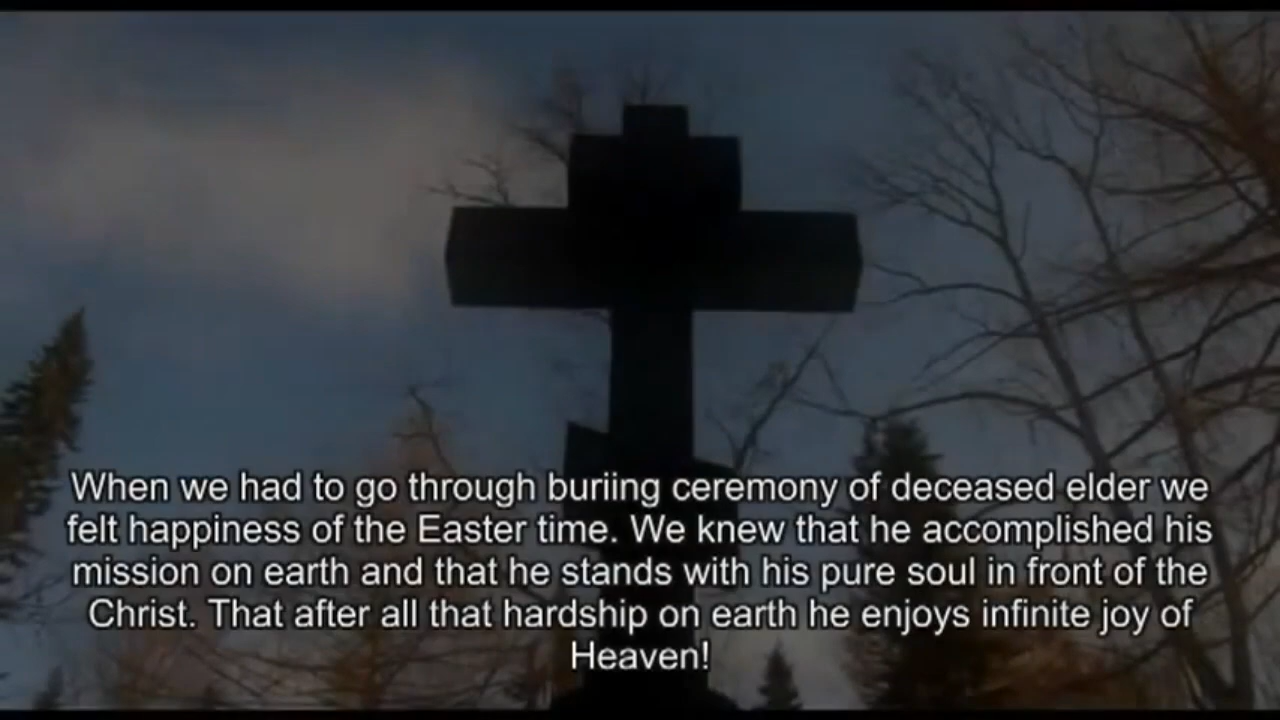 When we had to go through buriing ceremony of deceased elder we
felt happiness of the Easter time. We knew that he accomplished his
mission on earth and that he stands with his pure soul in front of the
Christ. That after all that hardship on earth he enjoys infinite joy of
Heaven!